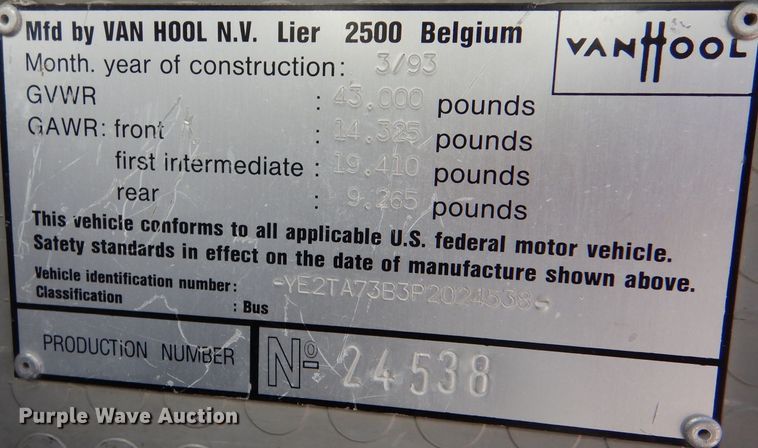 Mfd by VAN HOOL N.V. Lier 2500 Belgium
VANHOOL
Month. year of construction: 3/93
GVWR : 43,000 pounds
GAWR: front : 14.325 pounds
first intermediate : 19.410 pounds
rear : 9.265 pounds
This vehicle conforms to all applicable U.S. federal motor vehicle.
Safety standards in effect on the date of manufacture shown above.
Vehicle identification number: -YE2TA73B3P2024538-
Classification : Bus
PRODUCTION NUMBER Nº 24538
Purple Wave Auction